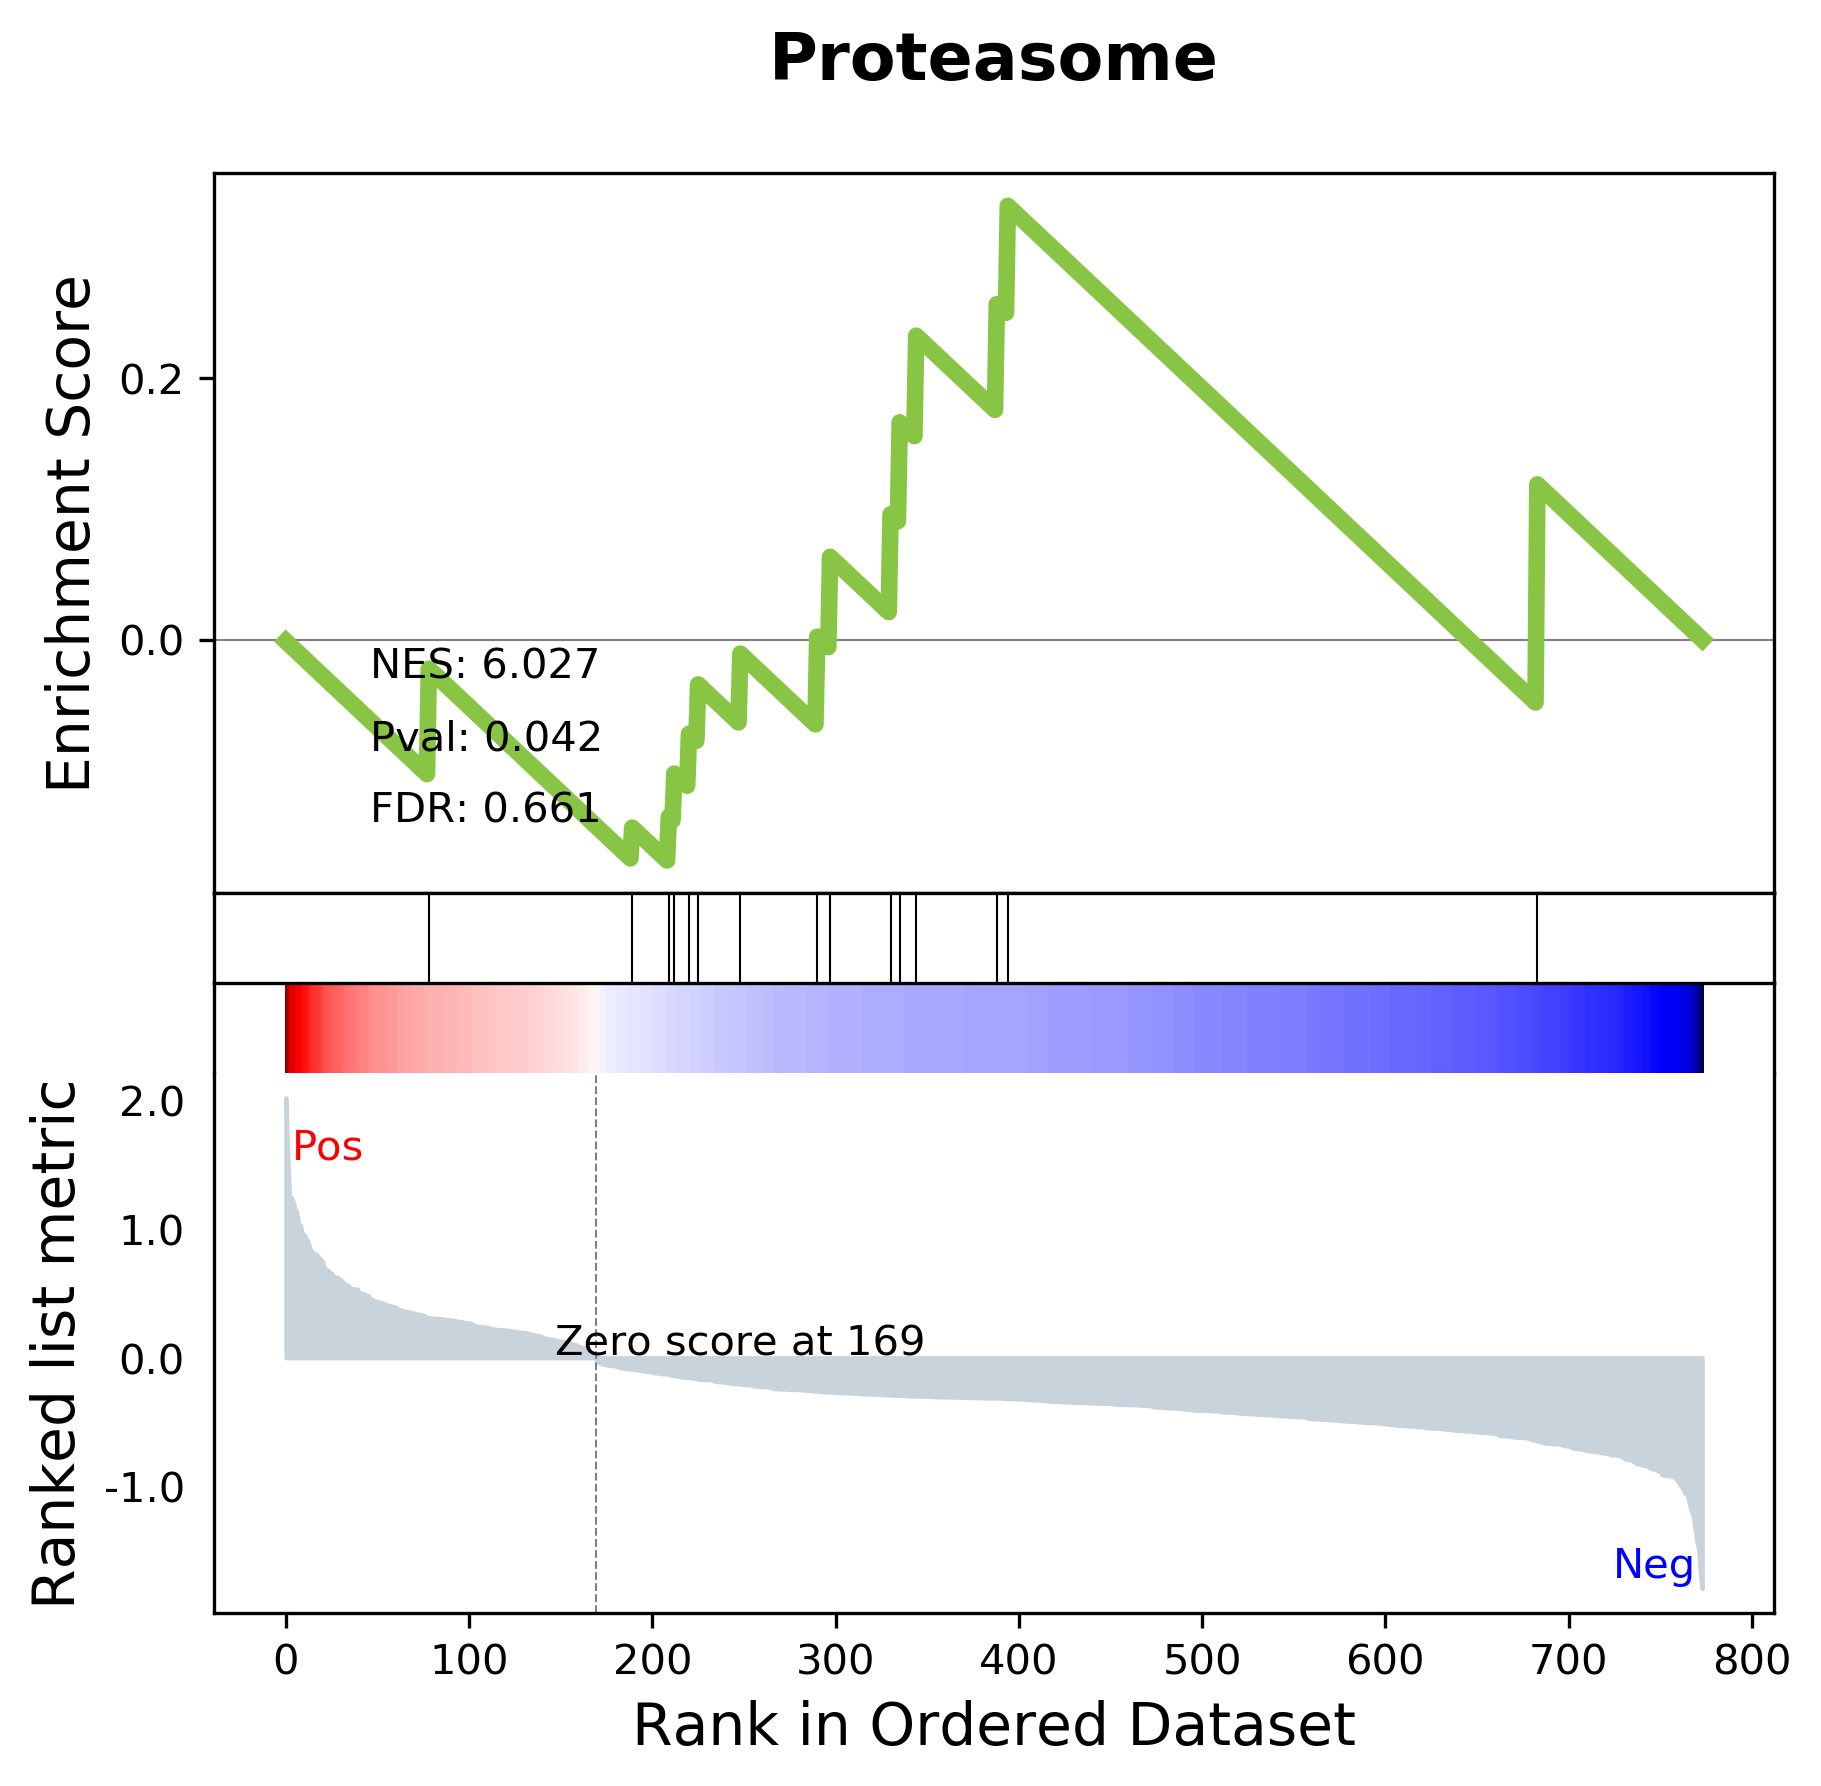 Proteasome
Enrichment Score
0.2
0.0
NES: 6.027
Pval: 0.042
FDR: 0.661
Ranked list metric
2.0
1.0
0.0
-1.0
Pos
Zero score at 169
Neg
0 100 200 300 400 500 600 700 800
Rank in Ordered Dataset